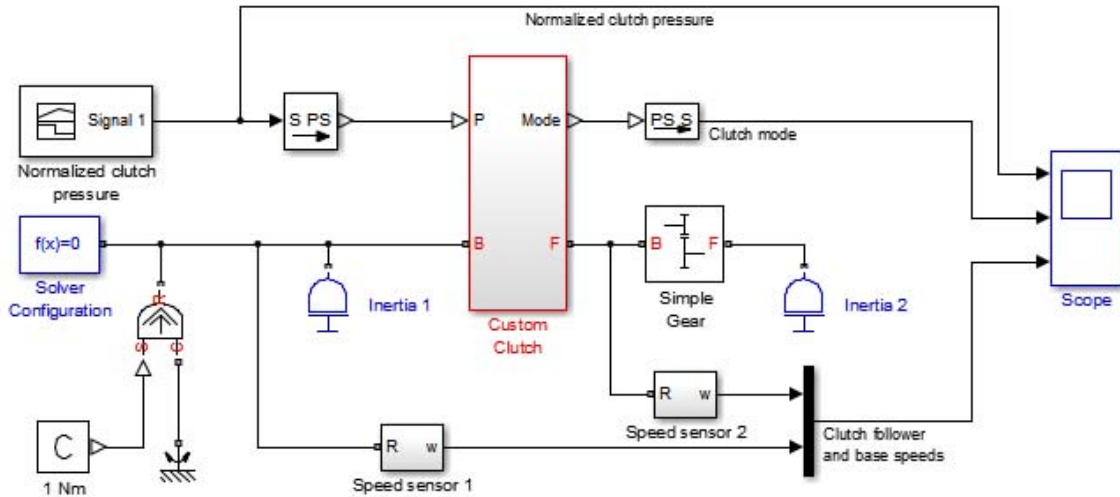 Normalized clutch pressure
Signal 1
S PS
P
Mode
PS S
Clutch mode
Normalized clutch
pressure
f(x)=0
B
F
B
F
Solver
Configuration
Inertia 1
Custom
Clutch
Simple
Gear
Inertia 2
Scope
R
S
C
R
w
Speed sensor 2
C
R
w
Clutch follower
and base speeds
1 Nm
Speed sensor 1